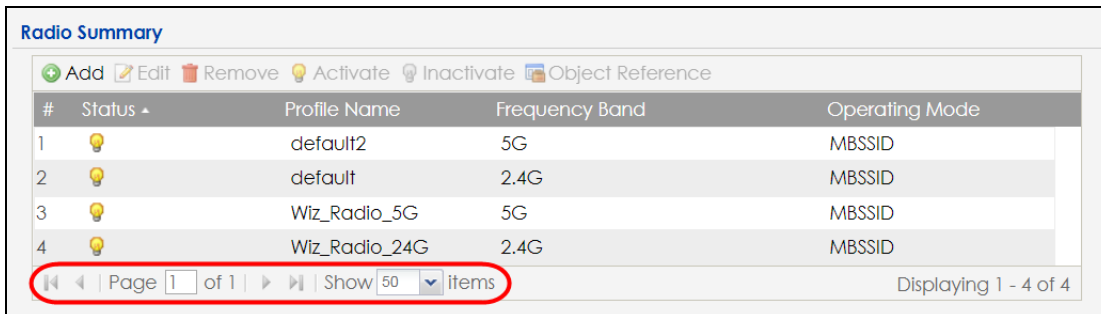 Radio Summary
Add Edit Remove Activate Inactivate Object Reference
# Status Profile Name Frequency Band Operating Mode
1 default2 5G MBSSID
2 default 2.4G MBSSID
3 Wiz_Radio_5G 5G MBSSID
4 Wiz_Radio_24G 2.4G MBSSID
Page 1 of 1 Show 50 items Displaying 1 - 4 of 4